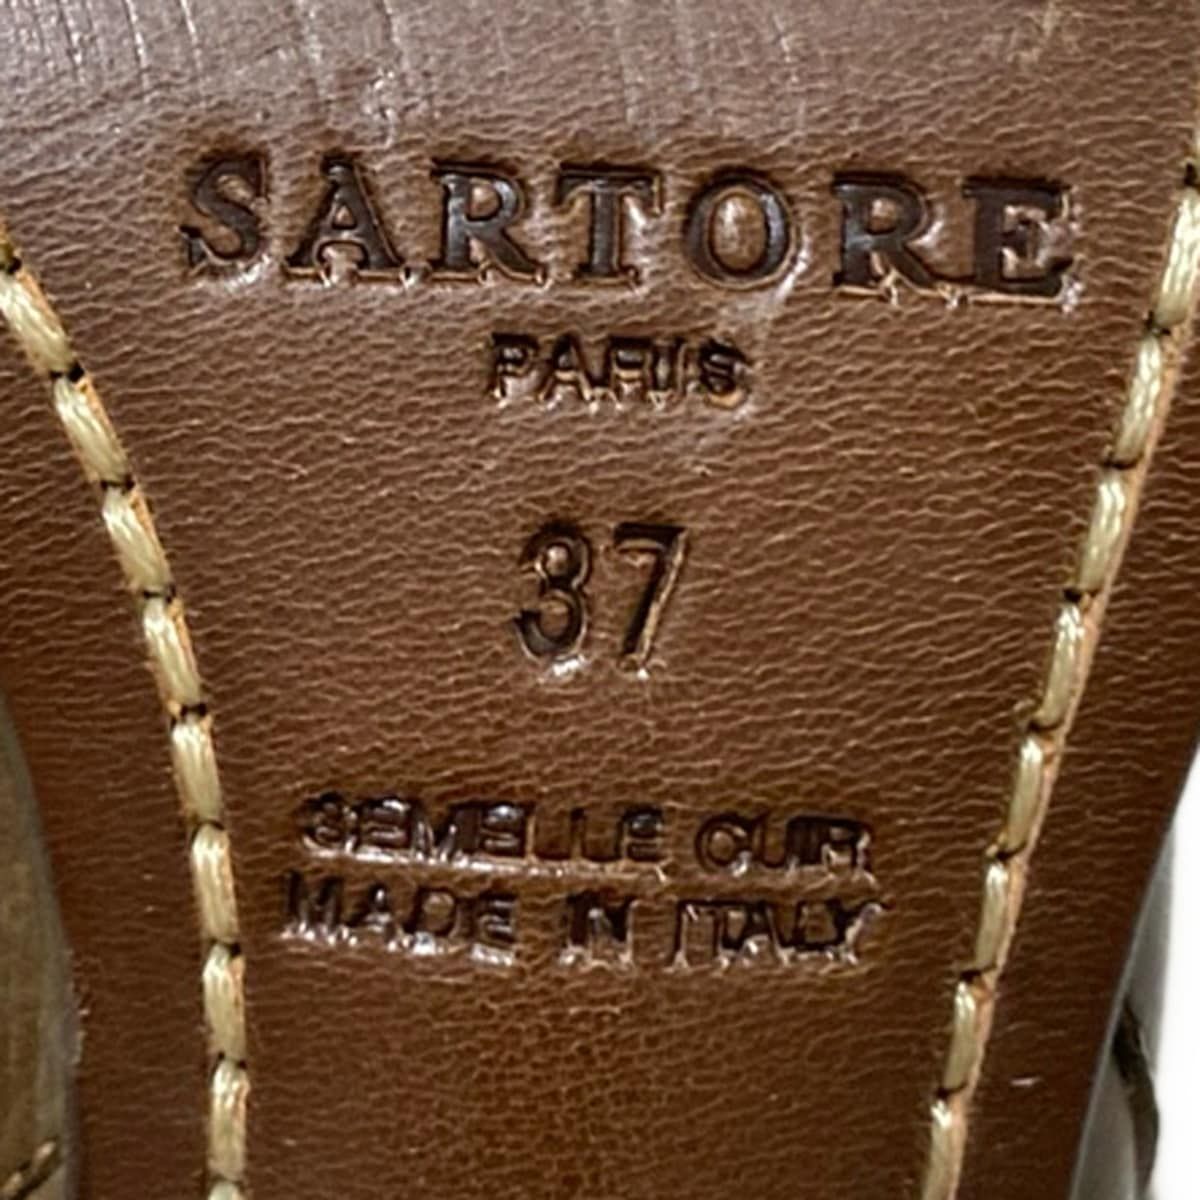 SARTORE
PARIS
37
SEMELLE CUIR
MADE IN ITALY